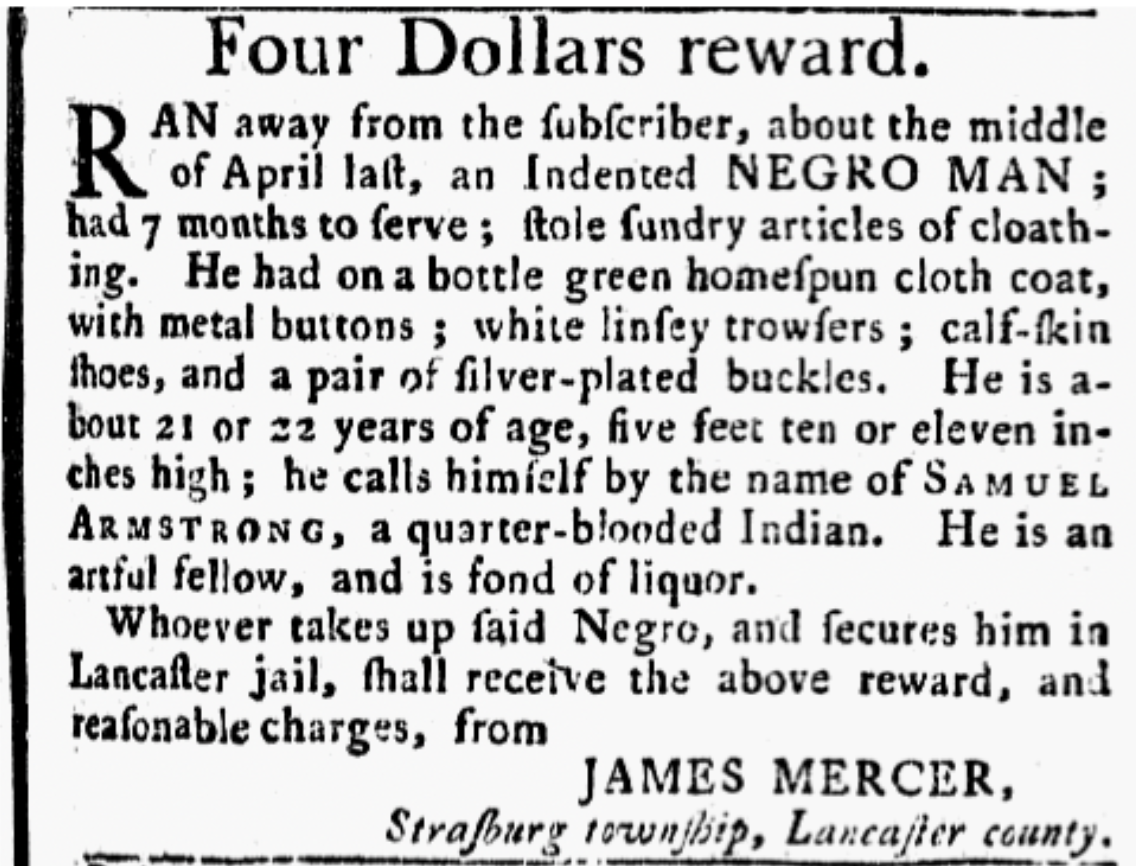 Four Dollars reward.
RAN away from the ſubſcriber, about the middle
of April laſt, an Indented NEGRO MAN ;
had 7 months to ſerve ; ſtole ſundry articles of cloath-
ing. He had on a bottle green homeſpun cloth coat,
with metal buttons ; white linſey trowſers ; calf-ſkin
ſhoes, and a pair of ſilver-plated buckles. He is a-
bout 21 or 22 years of age, five feet ten or eleven in-
ches high ; he calls himſelf by the name of SAMUEL
ARMSTRONG, a quarter-blooded Indian. He is an
artful fellow, and is fond of liquor.
Whoever takes up ſaid Negro, and ſecures him in
Lancaſter jail, ſhall receive the above reward, and
reaſonable charges, from
JAMES MERCER,
Straſburg townſhip, Lancaſter county.